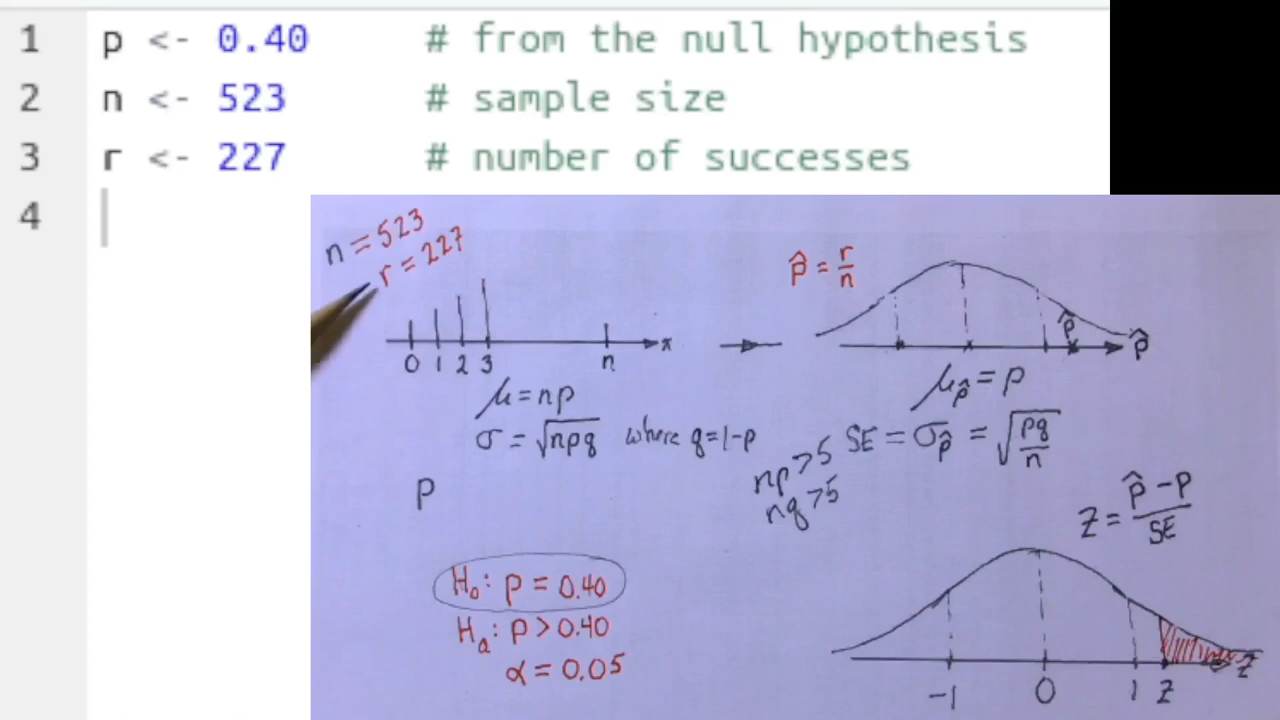 1 p <- 0.40 # from the null hypothesis
2 n <- 523 # sample size
3 r <- 227 # number of successes
4
n = 523
r = 227
0 1 2 3 n x
μ = np
σ = √npq where q=1-p
p
H₀: p = 0.40
Hₐ: p > 0.40
α = 0.05
p̂ = r/n
p̂
p̂
μp̂ = p
np >5
nq >5
SE = σp̂ = √(pq/n)
z = (p̂ - p)/SE
-1 0 1 z
z